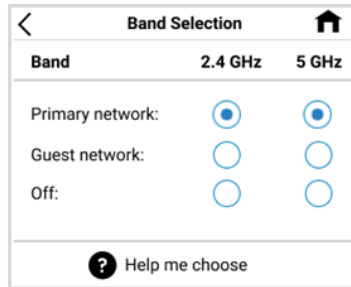 Band Selection
Band 2.4 GHz 5 GHz
Primary network:
Guest network:
Off:
? Help me choose